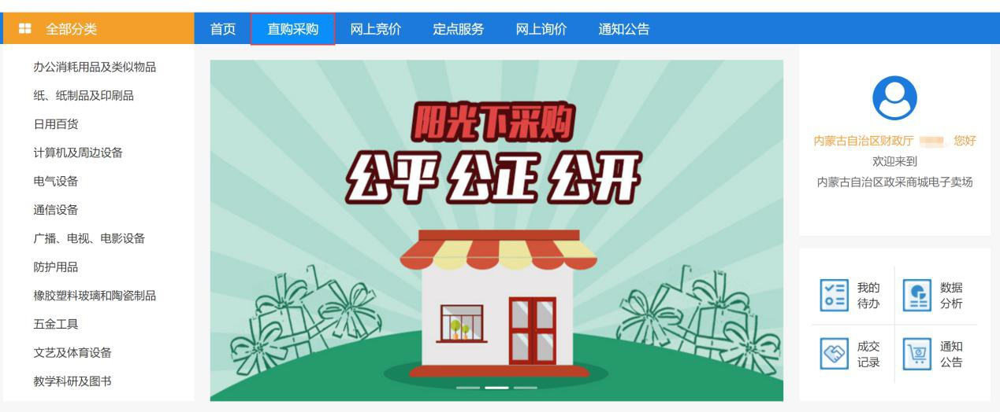 全部分类
首页
直购采购
网上竞价
定点服务
网上询价
通知公告
办公消耗用品及类似物品
纸、纸制品及印刷品
日用百货
计算机及周边设备
电气设备
通信设备
广播、电视、电影设备
防护用品
橡胶塑料玻璃和陶瓷制品
五金工具
文艺及体育设备
教学科研及图书
阳光下采购
公平 公正 公开
内蒙古自治区财政厅 您好
欢迎来到
内蒙古自治区政采商城电子卖场
我的
待办
数据
分析
成交
记录
通知
公告